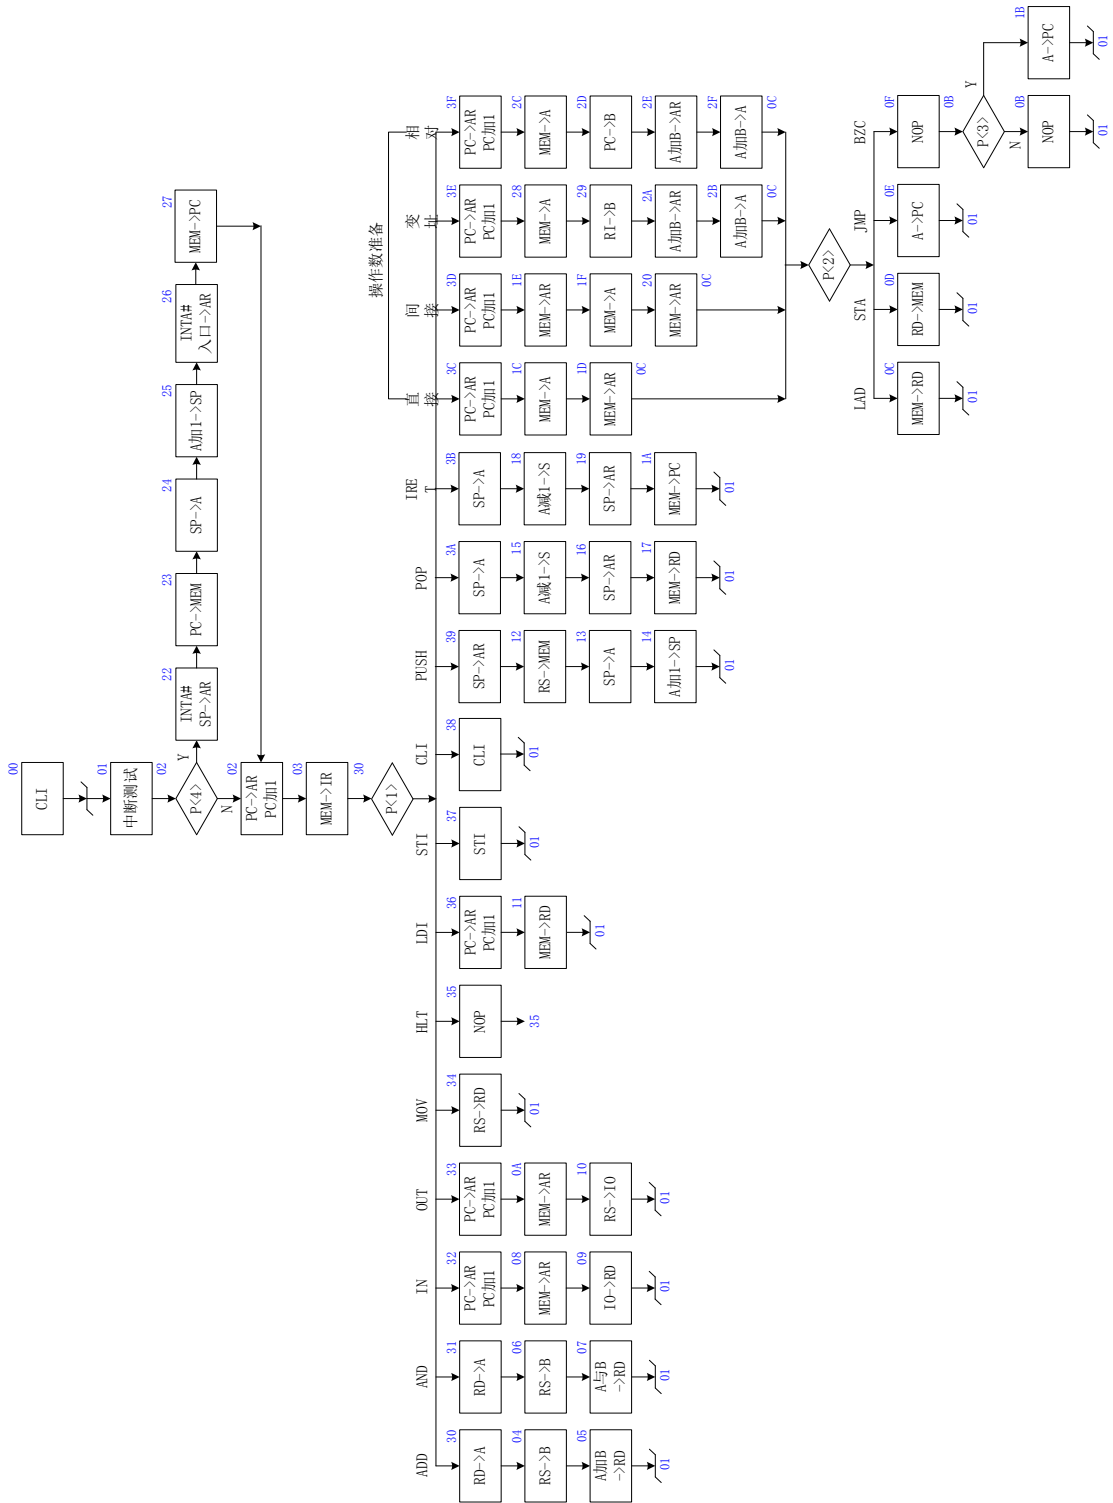 00
CLI
01
中断测试
02
P<4>
Y
N
22
INTA#
SP->AR
23
PC->MEM
24
SP->A
25
A加1->SP
26
INTA#
入口->AR
27
MEM->PC
02
PC->AR
PC加1
03
MEM->IR
30
P<1>
操作数准备
ADD
30
RD->A
04
RS->B
05
A加B
->RD
01
AND
31
RD->A
06
RS->B
07
A与B
->RD
01
IN
32
PC->AR
PC加1
08
MEM->AR
09
IO->RD
01
OUT
33
PC->AR
PC加1
0A
MEM->AR
10
RS->IO
01
MOV
34
RS->RD
01
HLT
35
NOP
35
LDI
36
PC->AR
PC加1
11
MEM->RD
01
STI
37
STI
01
CLI
38
CLI
01
PUSH
39
SP->AR
12
RS->MEM
13
SP->A
14
A加1->SP
01
POP
3A
SP->A
15
A减1->S
16
SP->AR
17
MEM->RD
01
IRE
T
3B
SP->A
18
A减1->S
19
SP->AR
1A
MEM->PC
01
直
接
3C
PC->AR
PC加1
1C
MEM->A
1D
MEM->AR
0C
间
接
3D
PC->AR
PC加1
1E
MEM->AR
1F
MEM->A
20
MEM->AR
0C
变
址
3E
PC->AR
PC加1
28
MEM->A
29
RI->B
2A
A加B->AR
2B
A加B->A
0C
相
对
3F
PC->AR
PC加1
2C
MEM->A
2D
PC->B
2E
A加B->AR
2F
A加B->A
0C
P<2>
LAD
0C
MEM->RD
01
STA
0D
RD->MEM
01
JMP
0E
A->PC
01
BZC
0F
NOP
0B
P<3>
N
Y
0B
NOP
01
1B
A->PC
01